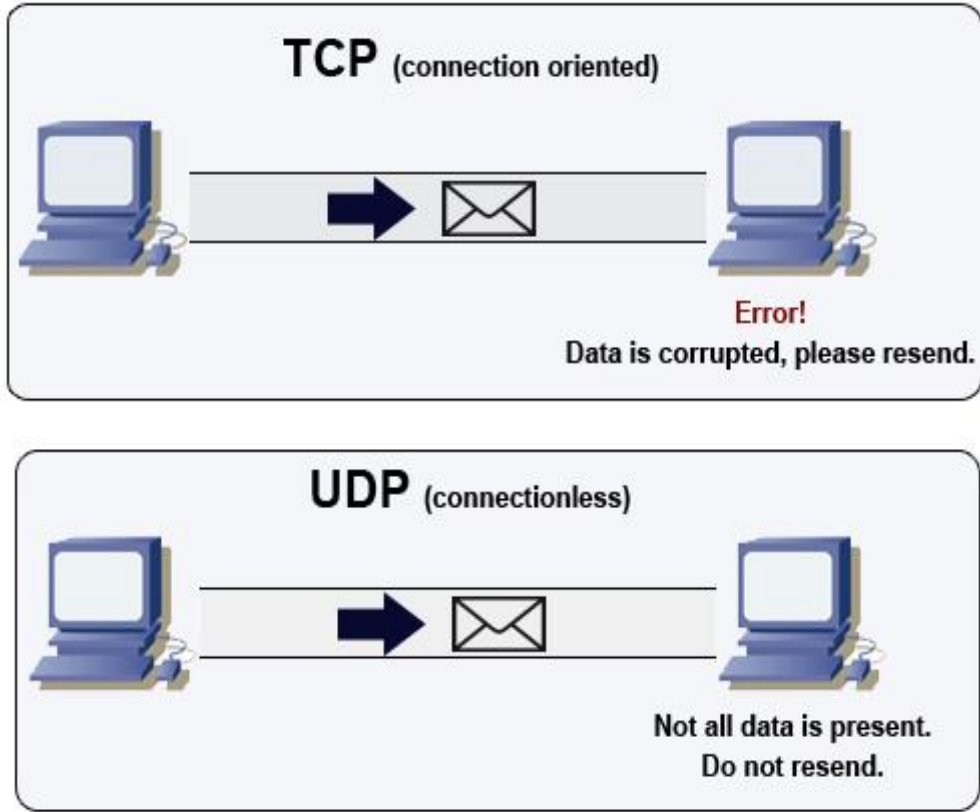 TCP (connection oriented)
Error!
Data is corrupted, please resend.
UDP (connectionless)
Not all data is present.
Do not resend.